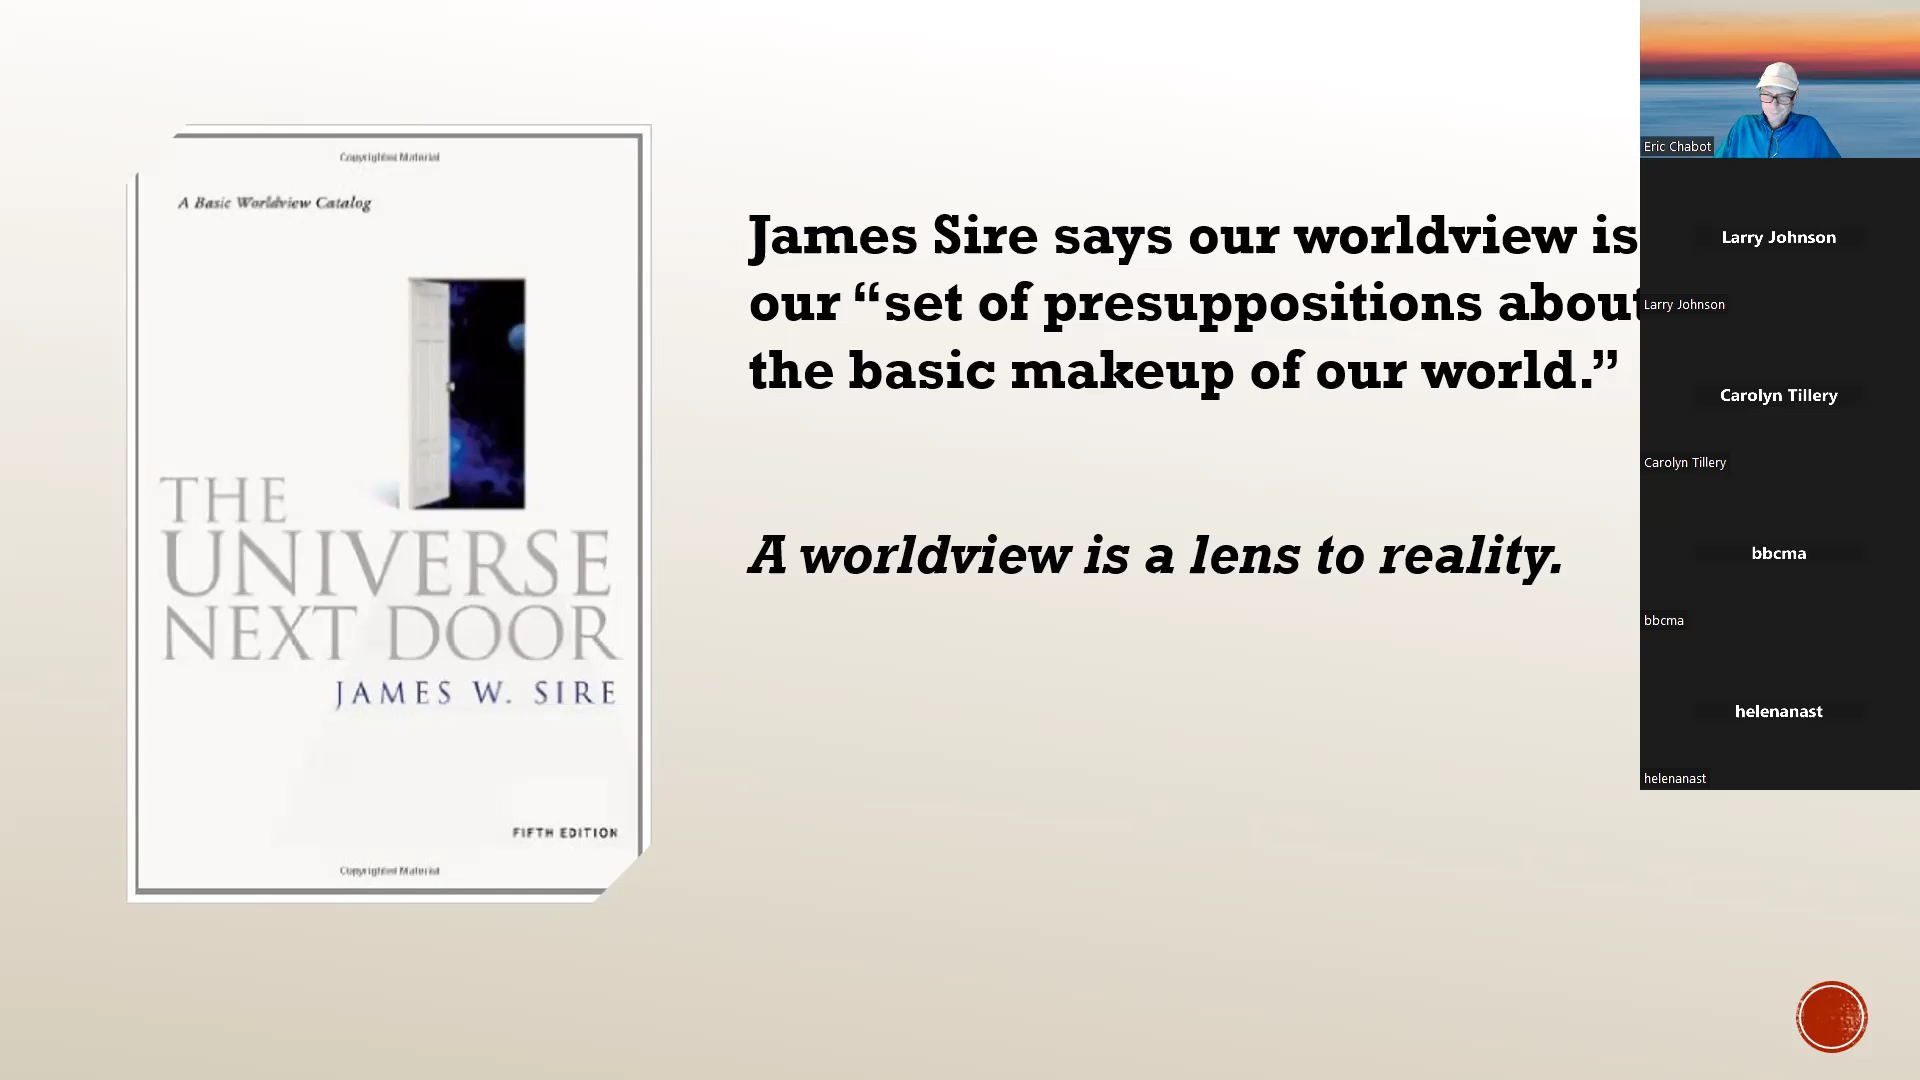 Copyrighted Material
A Basic Worldview Catalog
THE
UNIVERSE
NEXT DOOR
JAMES W. SIRE
FIFTH EDITION
Copyrighted Material
James Sire says our worldview is
our “set of presuppositions about
the basic makeup of our world.”
A worldview is a lens to reality.
Eric Chabot
Larry Johnson
Larry Johnson
Carolyn Tillery
Carolyn Tillery
bbcma
bbcma
helenanast
helenanast